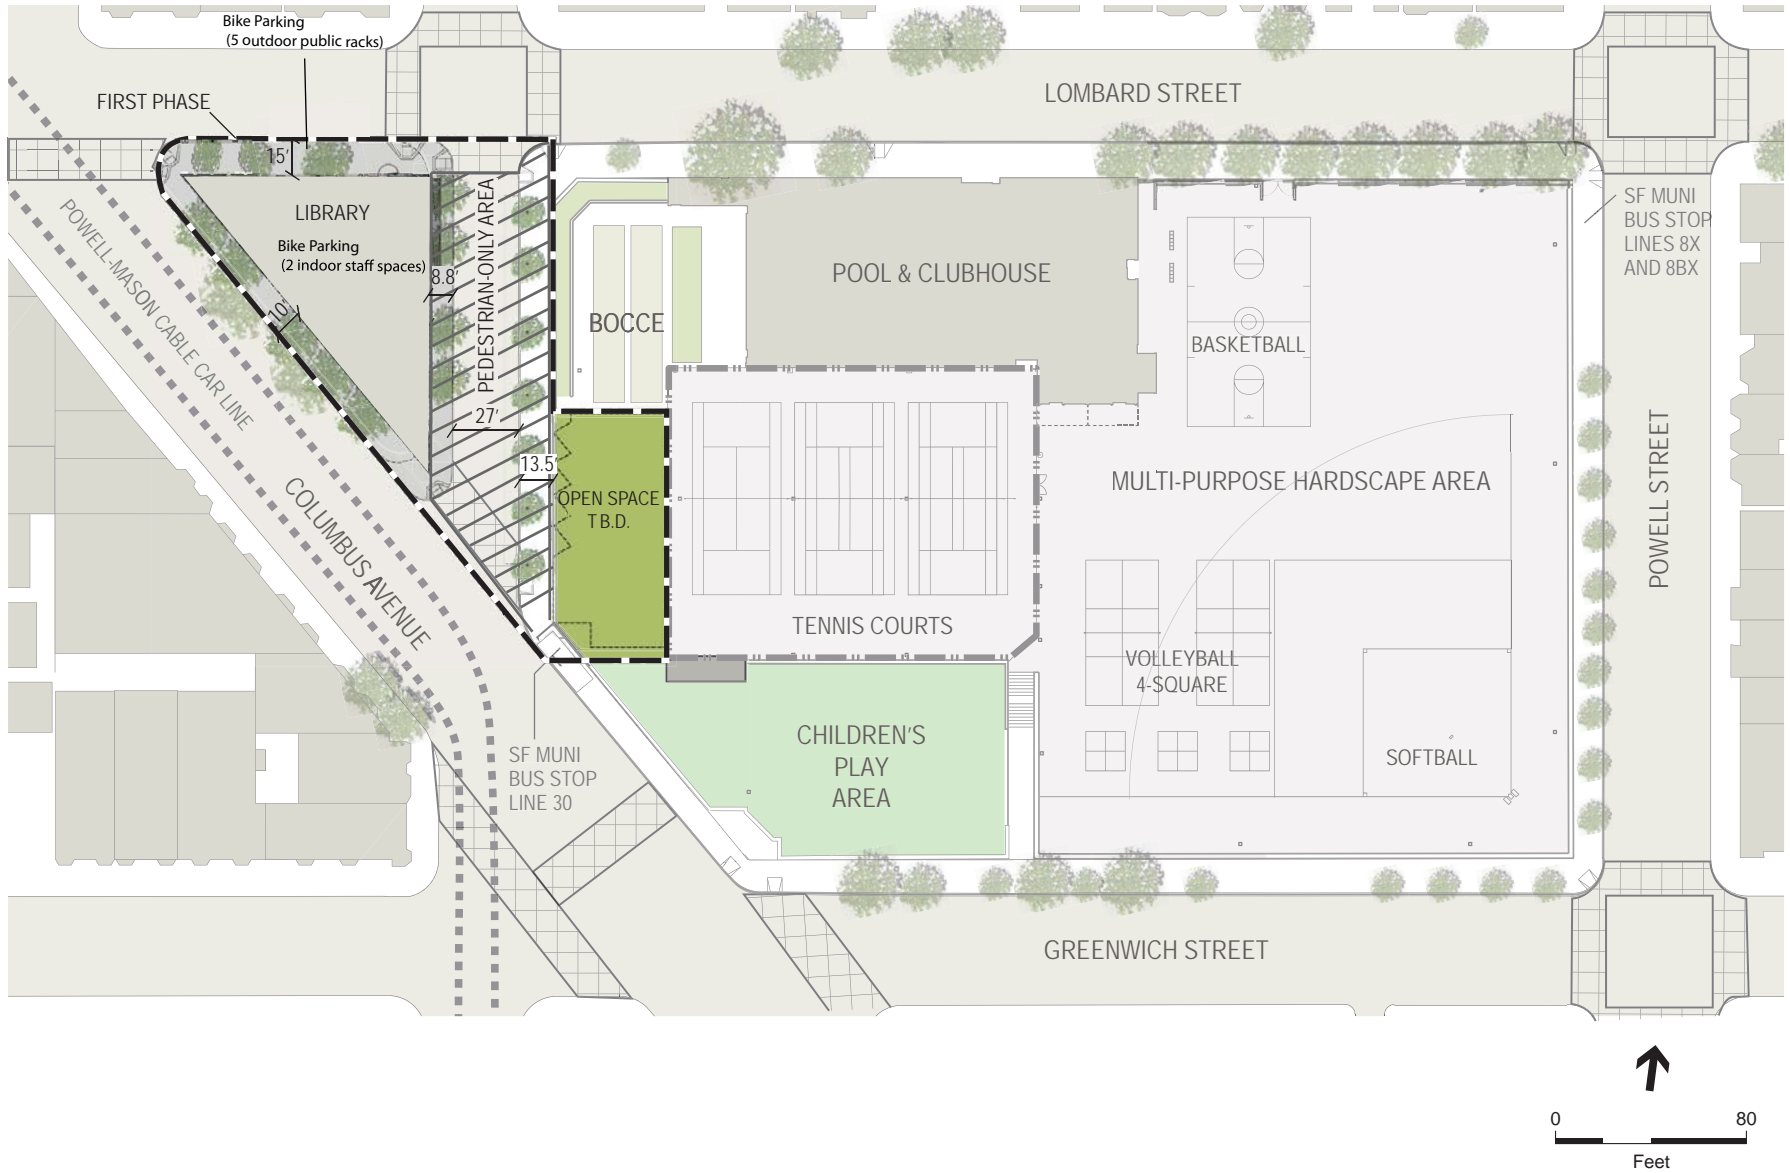 Bike Parking
(5 outdoor public racks)
FIRST PHASE
LOMBARD STREET
15'
LIBRARY
Bike Parking
(2 indoor staff spaces)
8.8'
10'
PEDESTRIAN-ONLY AREA
27'
13.5'
POWELL-MASON CABLE CAR LINE
COLUMBUS AVENUE
BOCCE
POOL & CLUBHOUSE
BASKETBALL
SF MUNI
BUS STOP
LINES 8X
AND 8BX
OPEN SPACE
T B.D.
MULTI-PURPOSE HARDSCAPE AREA
POWELL STREET
TENNIS COURTS
VOLLEYBALL
4-SQUARE
SOFTBALL
CHILDREN'S
PLAY
AREA
SF MUNI
BUS STOP
LINE 30
GREENWICH STREET
0 80
Feet